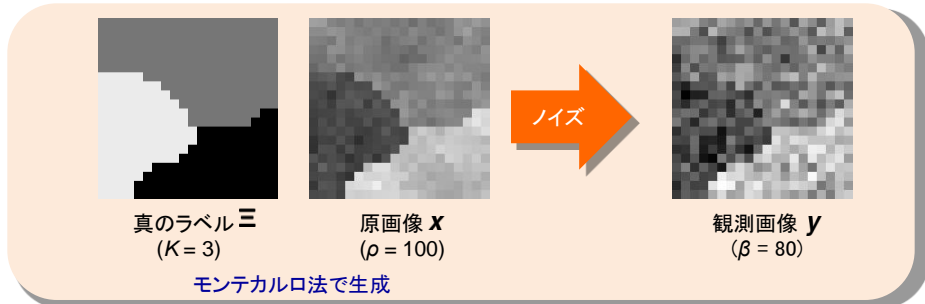 ノイズ
真のラベル Ξ
(K = 3)
原画像 x
(ρ = 100)
観測画像 y
(β = 80)
モンテカルロ法で生成